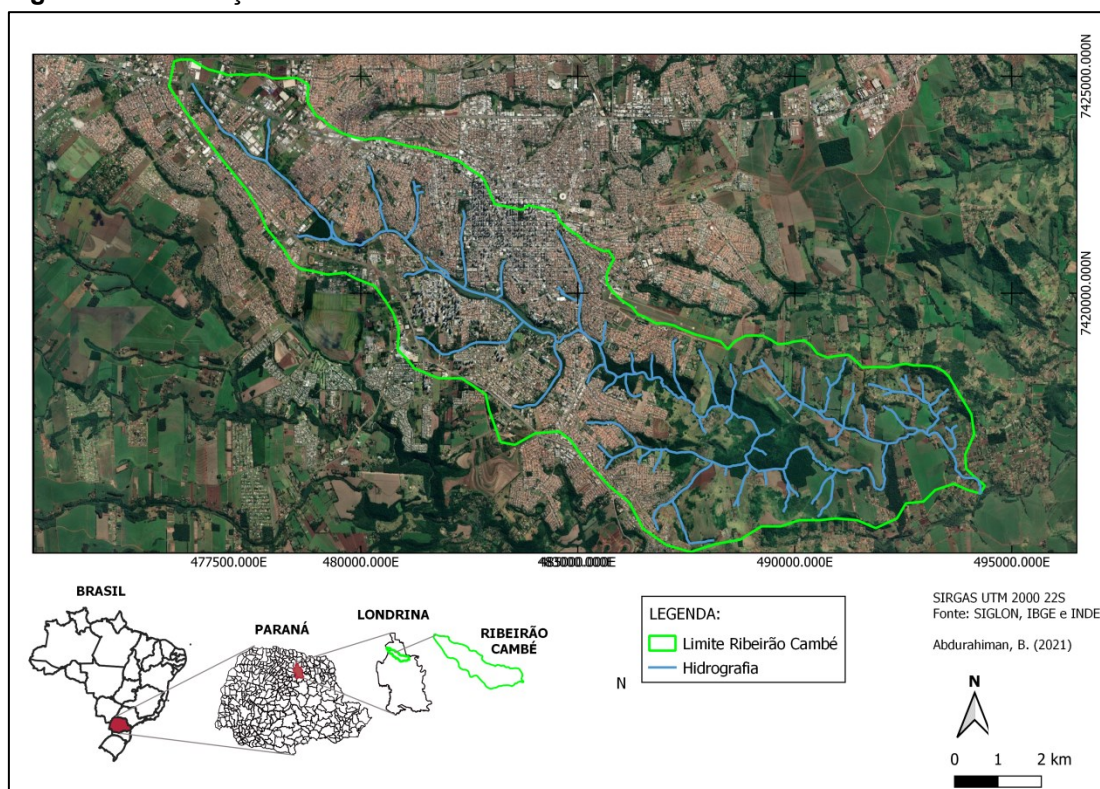 7425000.000N
7420000.000N
477500.000E
480000.000E
485000.000E
490000.000E
495000.000E
BRASIL
PARANÁ
LONDRINA
RIBEIRÃO
CAMBÉ
N
LEGENDA:
Limite Ribeirão Cambé
Hidrografia
SIRGAS UTM 2000 22S
Fonte: SIGLON, IBGE e INDE
Abdurahiman, B. (2021)
N
0 1 2 km